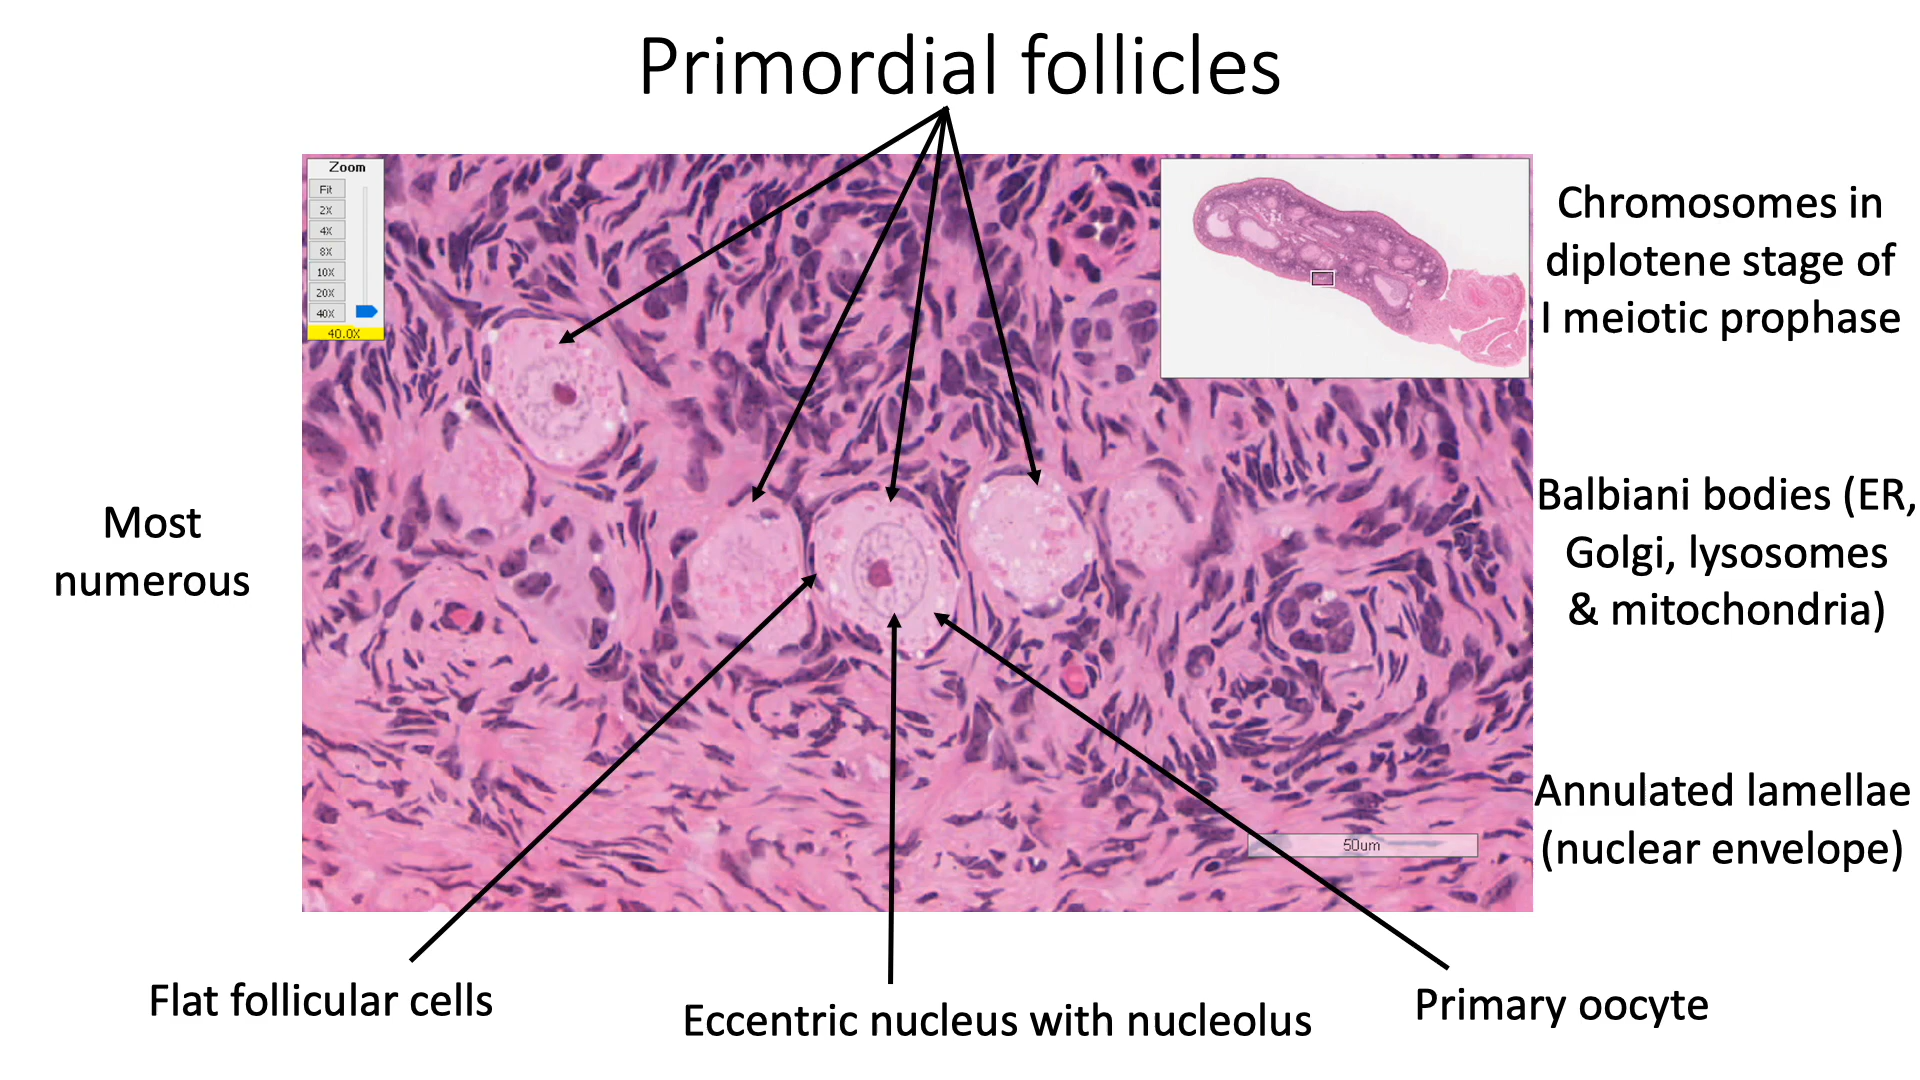 Primordial follicles
Zoom
Fit
2X
4X
8X
10X
20X
40X
40.0X
Chromosomes in
diplotene stage of
I meiotic prophase
Most
numerous
Balbiani bodies (ER,
Golgi, lysosomes
& mitochondria)
Annulated lamellae
(nuclear envelope)
50um
Flat follicular cells
Eccentric nucleus with nucleolus
Primary oocyte